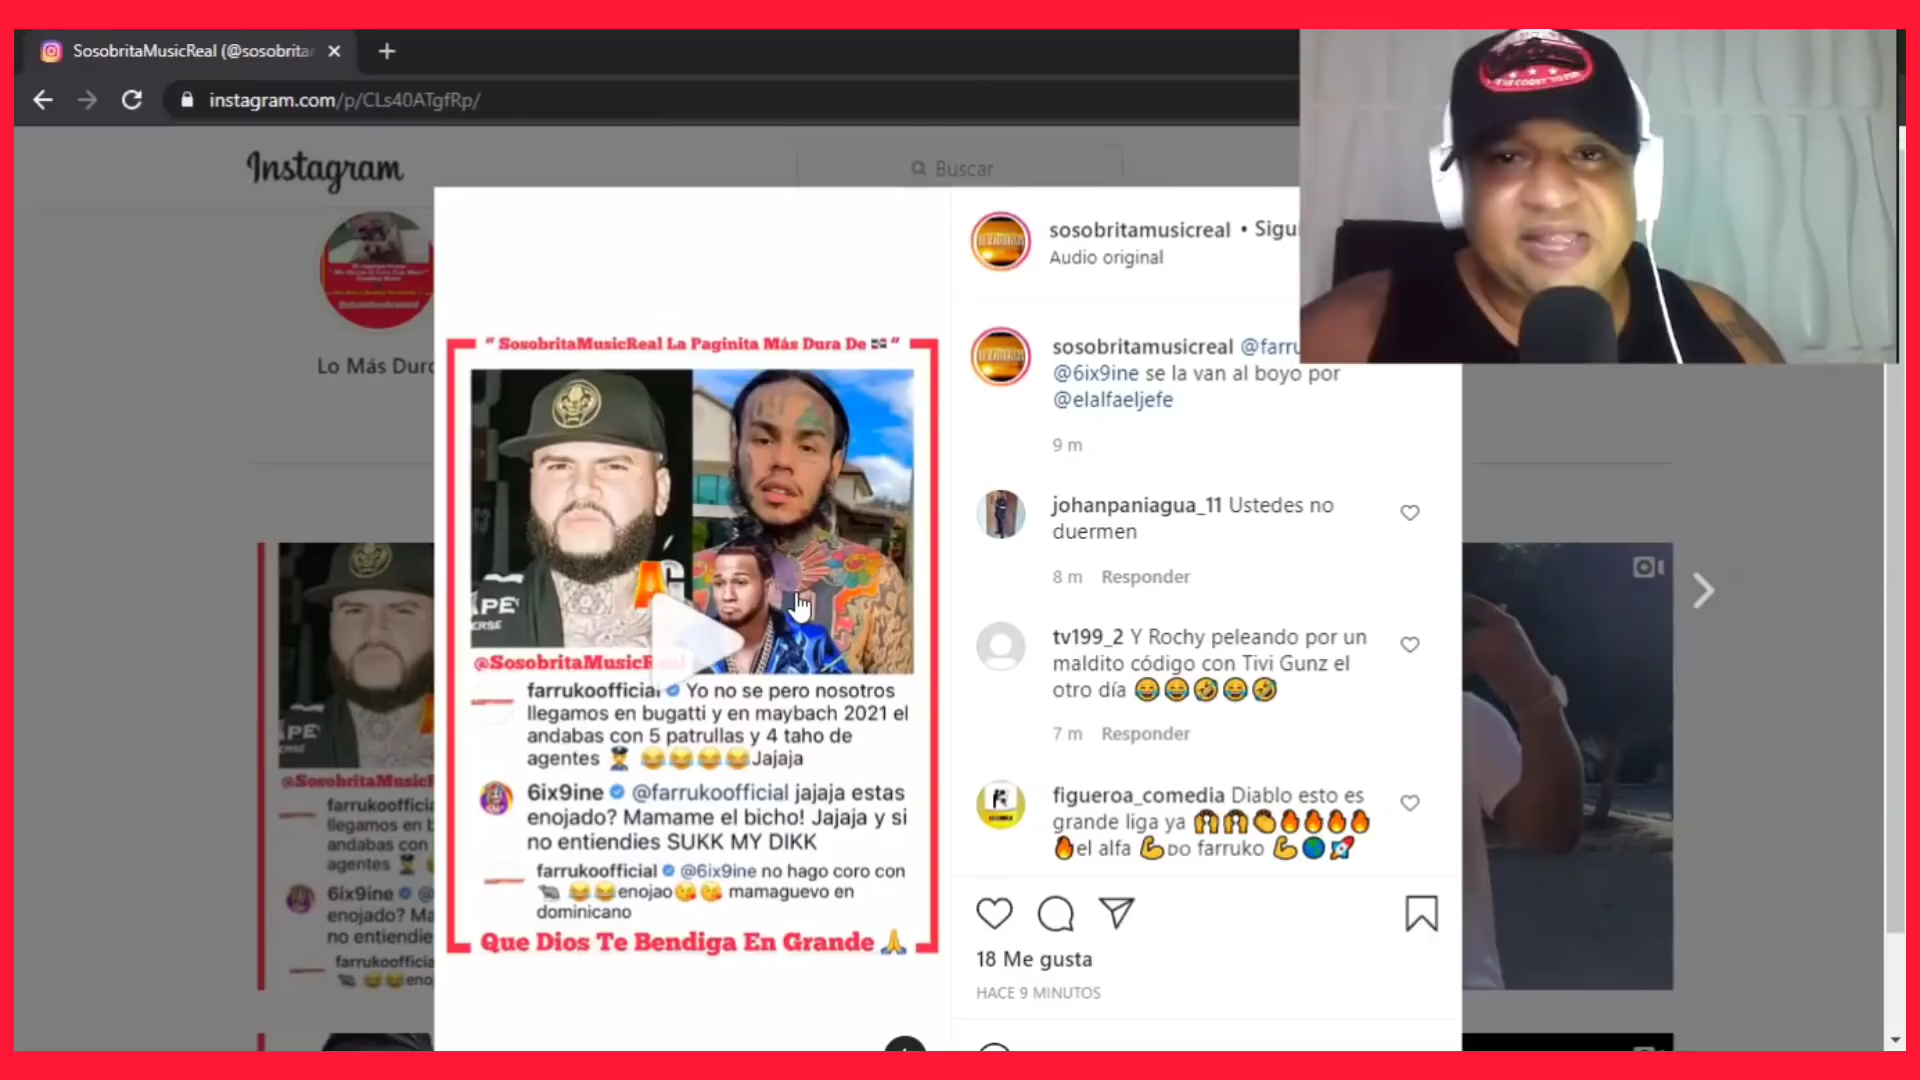 SosobritaMusicReal (@sosobritar
instagram.com/p/CLs40ATgfRp/
Instagram
Buscar
Lo Más Duro
" SosobritaMusicReal La Paginita Más Dura De 🇩🇴 "
@SosobritaMusicR
farrukoofficial Yo no se pero nosotros
llegamos en bugatti y en maybach 2021 el
andabas con 5 patrullas y 4 taho de
agentes 👮 😂😂😂😂Jajaja
6ix9ine @farrukoofficial jajaja estas
enojado? Mamame el bicho! Jajaja y si
no entiendies SUKK MY DIKK
farrukoofficial @6ix9ine no hago coro con
🐀 😂😂enojao😘😘 mamaguevo en
dominicano
Que Dios Te Bendiga En Grande 🙏
sosobritamusicreal • Sigui
Audio original
sosobritamusicreal @farru
@6ix9ine se la van al boyo por
@elalfaeljefe
9 m
johanpaniagua_11 Ustedes no
duermen
8 m Responder
tv199_2 Y Rochy peleando por un
maldito código con Tivi Gunz el
otro día 😂😂🤣😂🤣
7 m Responder
figueroa_comedia Diablo esto es
grande liga ya 🙌🙌👏🔥🔥🔥🔥
🔥el alfa 💪DO farruko 💪🌎🚀
18 Me gusta
HACE 9 MINUTOS
@SosobritaMusicR
farrukoofficia
llegamos en b
andabas con
agentes 👮
6ix9ine @
enojado? Ma
no entiendie
farrukoofficia
🐀 😂😂eno